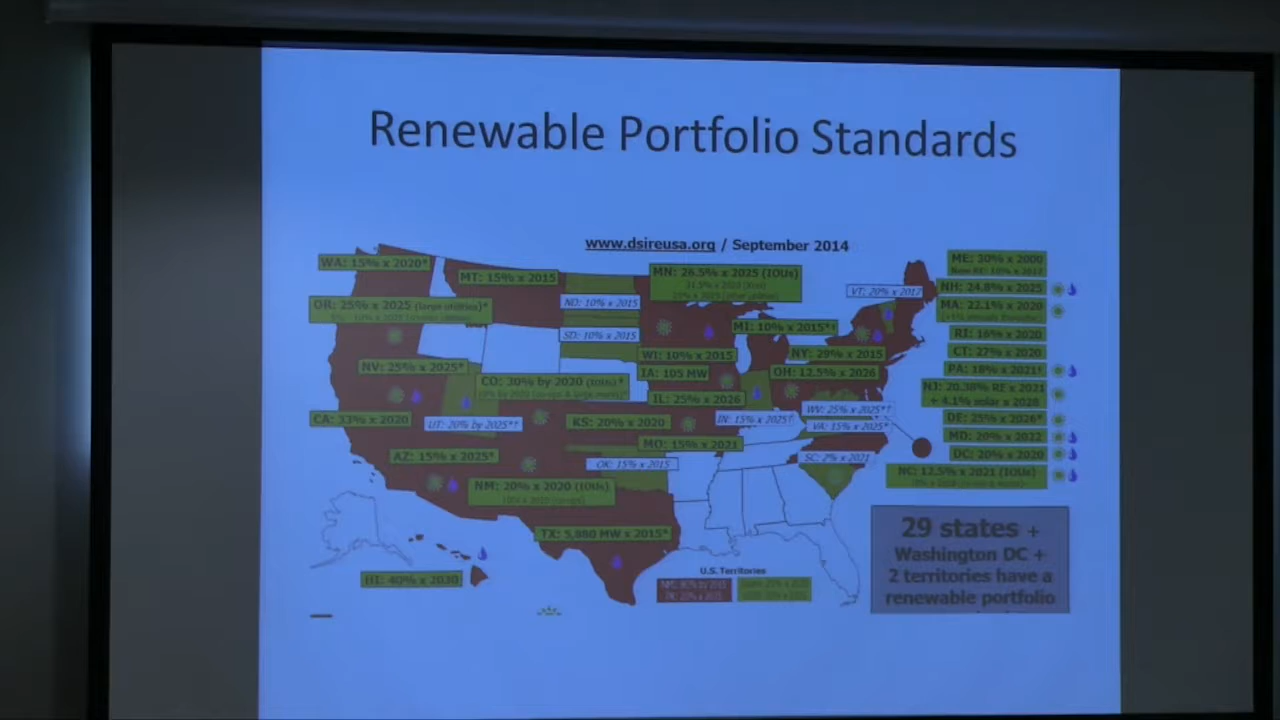 Renewable Portfolio Standards
www.dsireusa.org / September 2014
WA: 15% x 2020*
OR: 25% x 2025 (large utilities)*
NV: 25% x 2025*
CA: 33% x 2020
AZ: 15% x 2025*
HI: 40% x 2030
MT: 15% x 2015
ND: 10% x 2015
SD: 10% x 2015
CO: 30% by 2020 (IOUs)*
UT: 20% by 2025*†
KS: 20% x 2020
OK: 15% x 2015
NM: 20% x 2020 (IOUs)
TX: 5,880 MW x 2015*
MN: 26.5% x 2025 (IOUs)
31.5% x 2020 (Xcel)
MI: 10% x 2015*†
WI: 10% x 2015
IA: 105 MW
IL: 25% x 2026
MO: 15% x 2021
NY: 29% x 2015
OH: 12.5% x 2026
IN: 15% x 2025†
WV: 25% x 2025*†
VA: 15% x 2025*
SC: 2% x 2021
VT: 20% x 2017
ME: 30% x 2000
New RE: 10% x 2017
NH: 24.8% x 2025
MA: 22.1% x 2020
RI: 16% x 2020
CT: 27% x 2020
PA: 18% x 2021†
NJ: 20.38% RE x 2021
+ 4.1% solar x 2028
DE: 25% x 2026*
MD: 20% x 2022
DC: 20% x 2020
NC: 12.5% x 2021 (IOUs)
29 states +
Washington DC +
2 territories have a
renewable portfolio
U.S. Territories